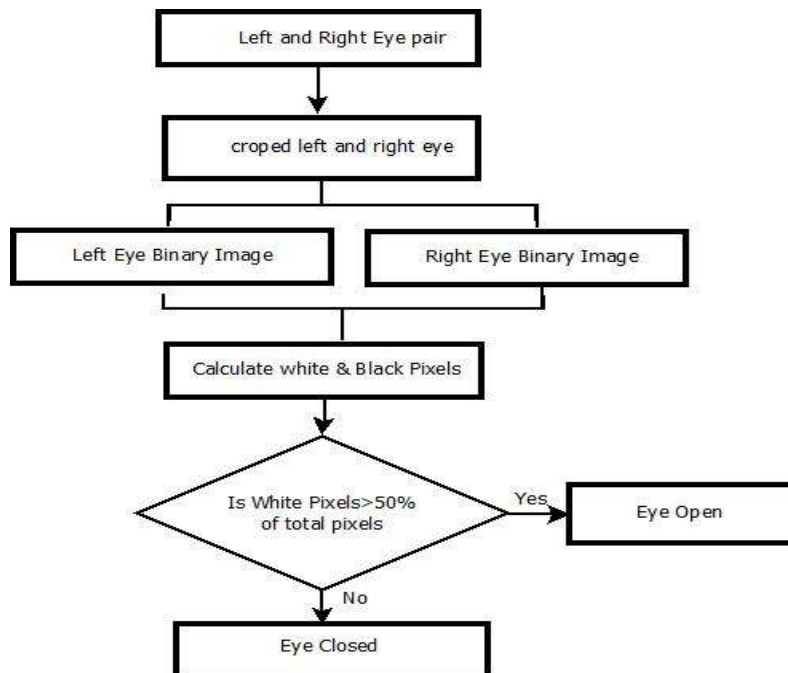 Left and Right Eye pair
croped left and right eye
Left Eye Binary Image
Right Eye Binary Image
Calculate white & Black Pixels
Is White Pixels>50%
of total pixels
Yes
Eye Open
No
Eye Closed